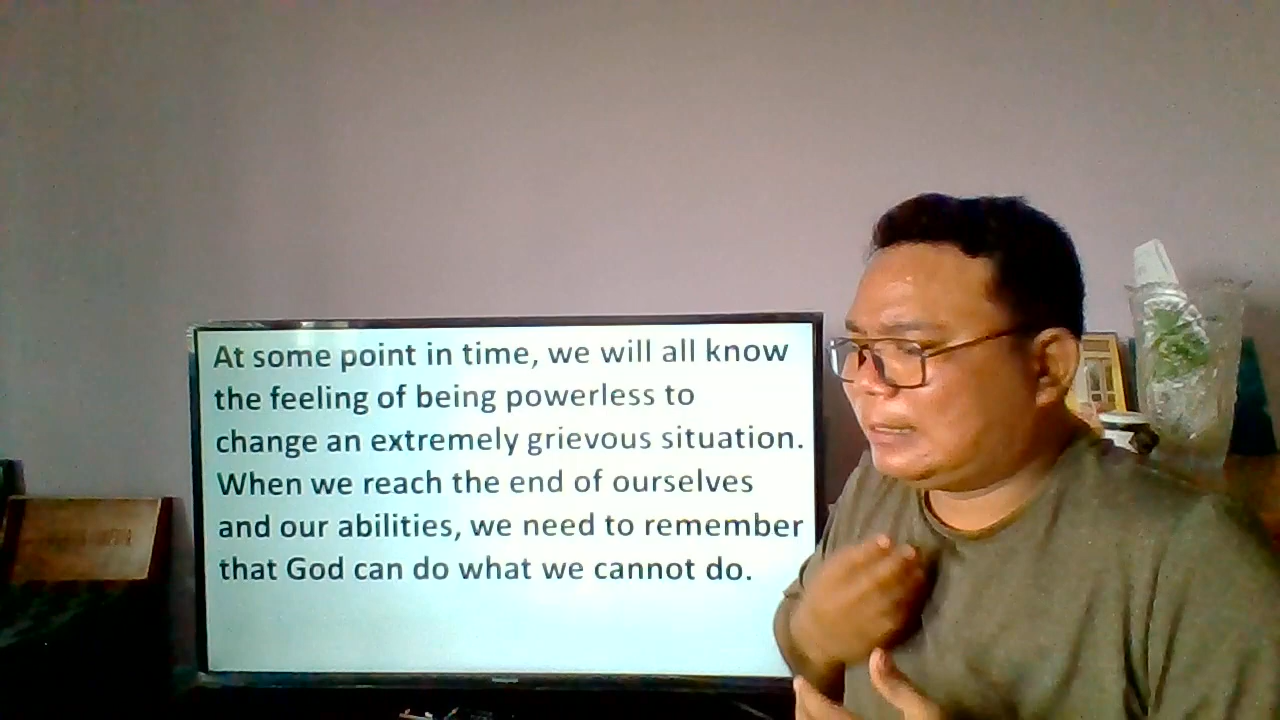 At some point in time, we will all know
the feeling of being powerless to
change an extremely grievous situation.
When we reach the end of ourselves
and our abilities, we need to remember
that God can do what we cannot do.